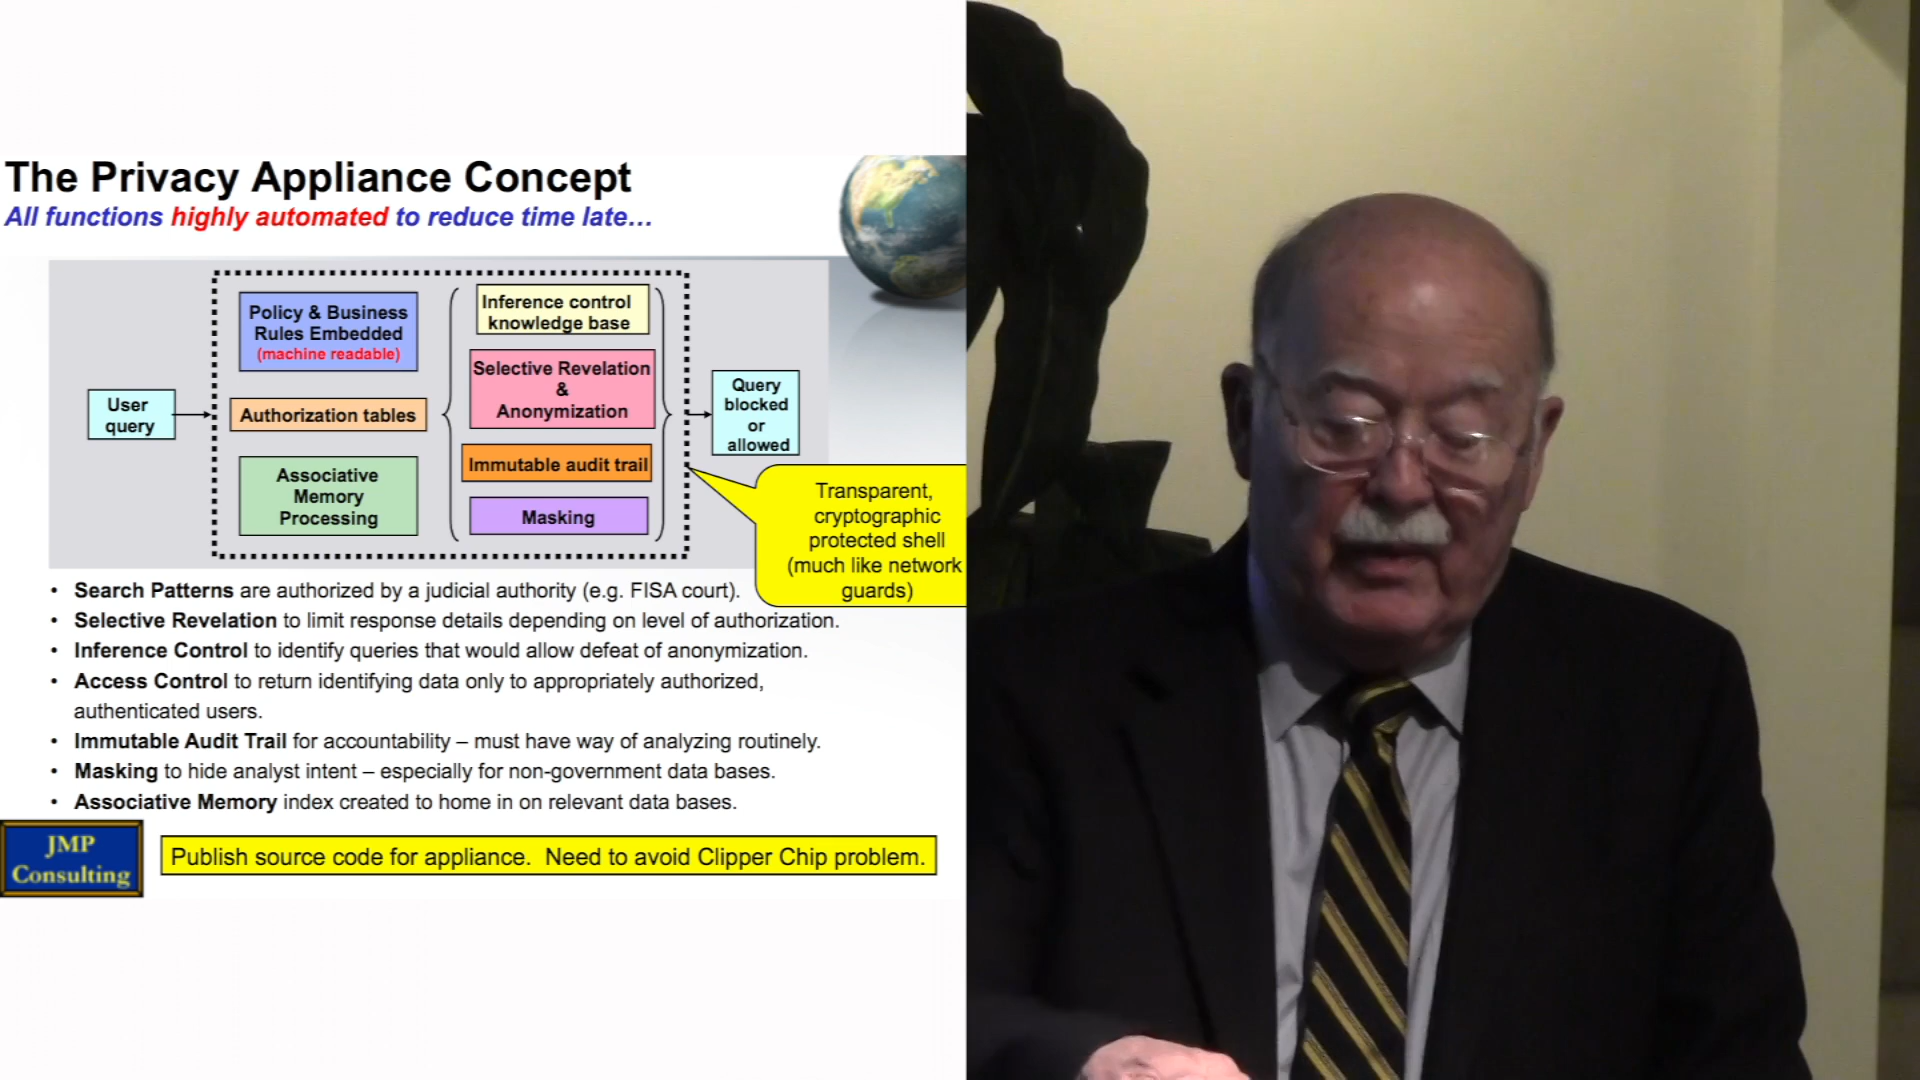 The Privacy Appliance Concept
All functions highly automated to reduce time late...
User
query
Policy & Business
Rules Embedded
(machine readable)
Authorization tables
Associative
Memory
Processing
Inference control
knowledge base
Selective Revelation
&
Anonymization
Immutable audit trail
Masking
Query
blocked
or
allowed
Transparent,
cryptographic
protected shell
(much like network
guards)
• Search Patterns are authorized by a judicial authority (e.g. FISA court).
• Selective Revelation to limit response details depending on level of authorization.
• Inference Control to identify queries that would allow defeat of anonymization.
• Access Control to return identifying data only to appropriately authorized,
authenticated users.
• Immutable Audit Trail for accountability – must have way of analyzing routinely.
• Masking to hide analyst intent – especially for non-government data bases.
• Associative Memory index created to home in on relevant data bases.
JMP
Consulting
Publish source code for appliance. Need to avoid Clipper Chip problem.